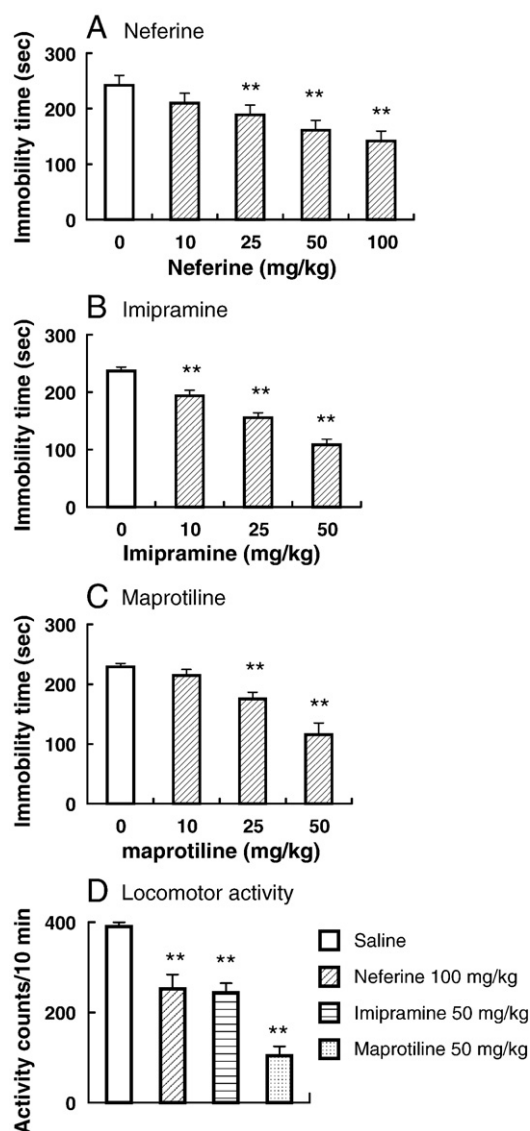 A Neferine
Immobility time (sec)
300
200
100
0
** ** **
0 10 25 50 100
Neferine (mg/kg)
B Imipramine
Immobility time (sec)
300
200
100
0
** ** **
0 10 25 50
Imipramine (mg/kg)
C Maprotiline
Immobility time (sec)
300
200
100
0
** **
0 10 25 50
maprotiline (mg/kg)
D Locomotor activity
Activity counts/10 min
400
200
0
** ** **
Saline
Neferine 100 mg/kg
Imipramine 50 mg/kg
Maprotiline 50 mg/kg